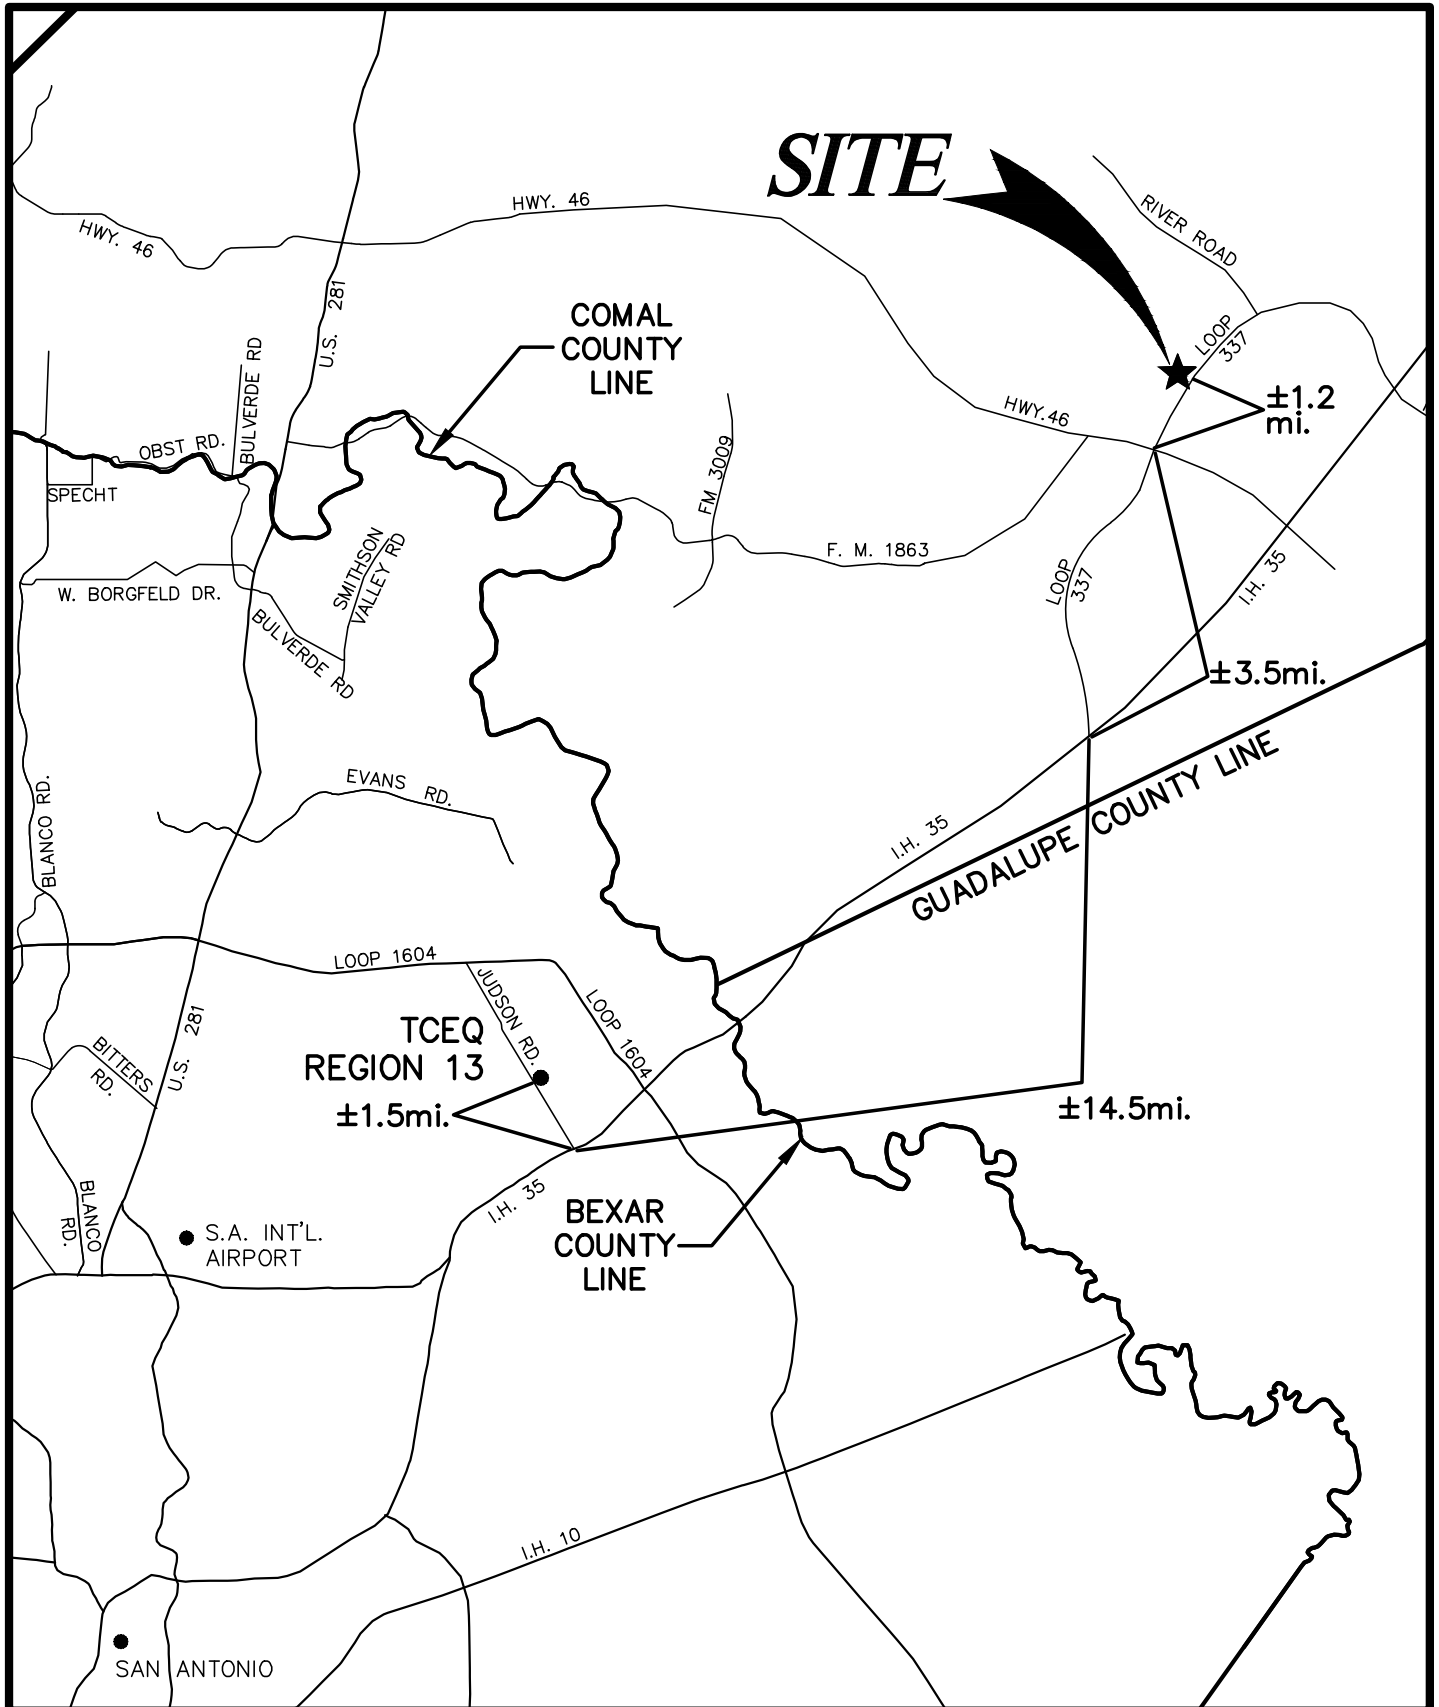 SITE
RIVER ROAD
HWY. 46
HWY. 46
U.S. 281
COMAL
COUNTY
LINE
LOOP
337
BULVERDE RD
±1.2
mi.
HWY.46
OBST RD.
FM 3009
SPECHT
F. M. 1863
SMITHSON
VALLEY RD
LOOP
337
I.H. 35
W. BORGFELD DR.
BULVERDE RD
±3.5mi.
GUADALUPE COUNTY LINE
EVANS RD.
BLANCO RD.
I.H. 35
LOOP 1604
JUDSON RD.
LOOP 1604
TCEQ
REGION 13
±1.5mi.
U.S. 281
BITTERS
RD.
±14.5mi.
BLANCO
RD.
I.H. 35
BEXAR
COUNTY
LINE
S.A. INT'L.
AIRPORT
I.H. 10
SAN ANTONIO